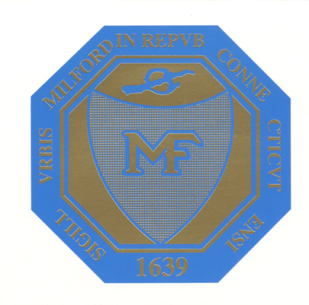 SIGILL VRBIS MILFORD IN REPVB CONNE CTICVT ENSI
MF
1639